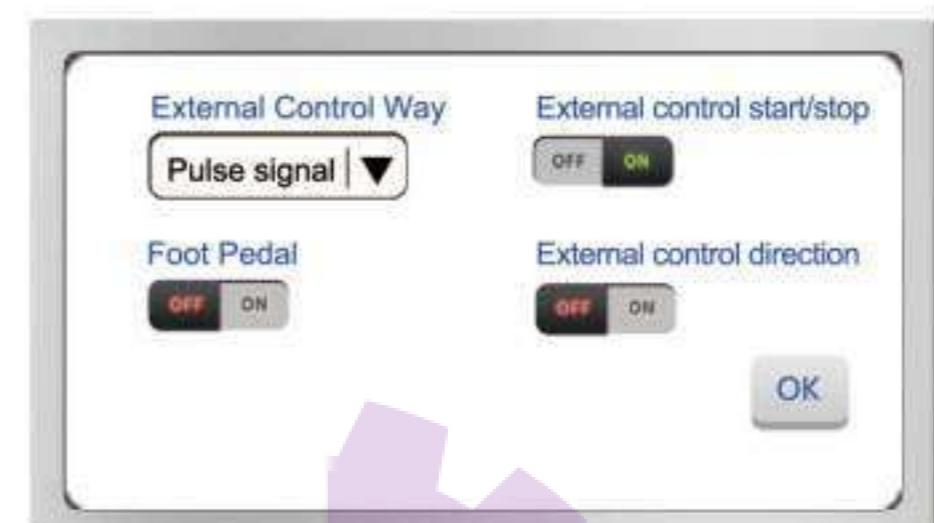 External Control Way
External control start/stop
Pulse signal
OFF ON
Foot Pedal
External control direction
OFF ON
OFF ON
OK